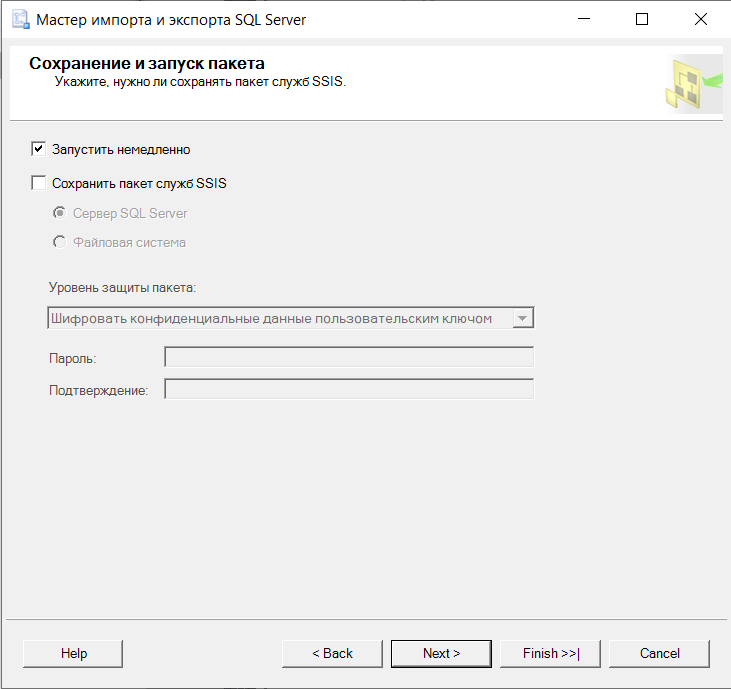 Мастер импорта и экспорта SQL Server
Сохранение и запуск пакета
Укажите, нужно ли сохранять пакет служб SSIS.
Запустить немедленно
Сохранить пакет служб SSIS
Сервер SQL Server
Файловая система
Уровень защиты пакета:
Шифровать конфиденциальные данные пользовательским ключом
Пароль:
Подтверждение:
Help
< Back
Next >
Finish >>|
Cancel